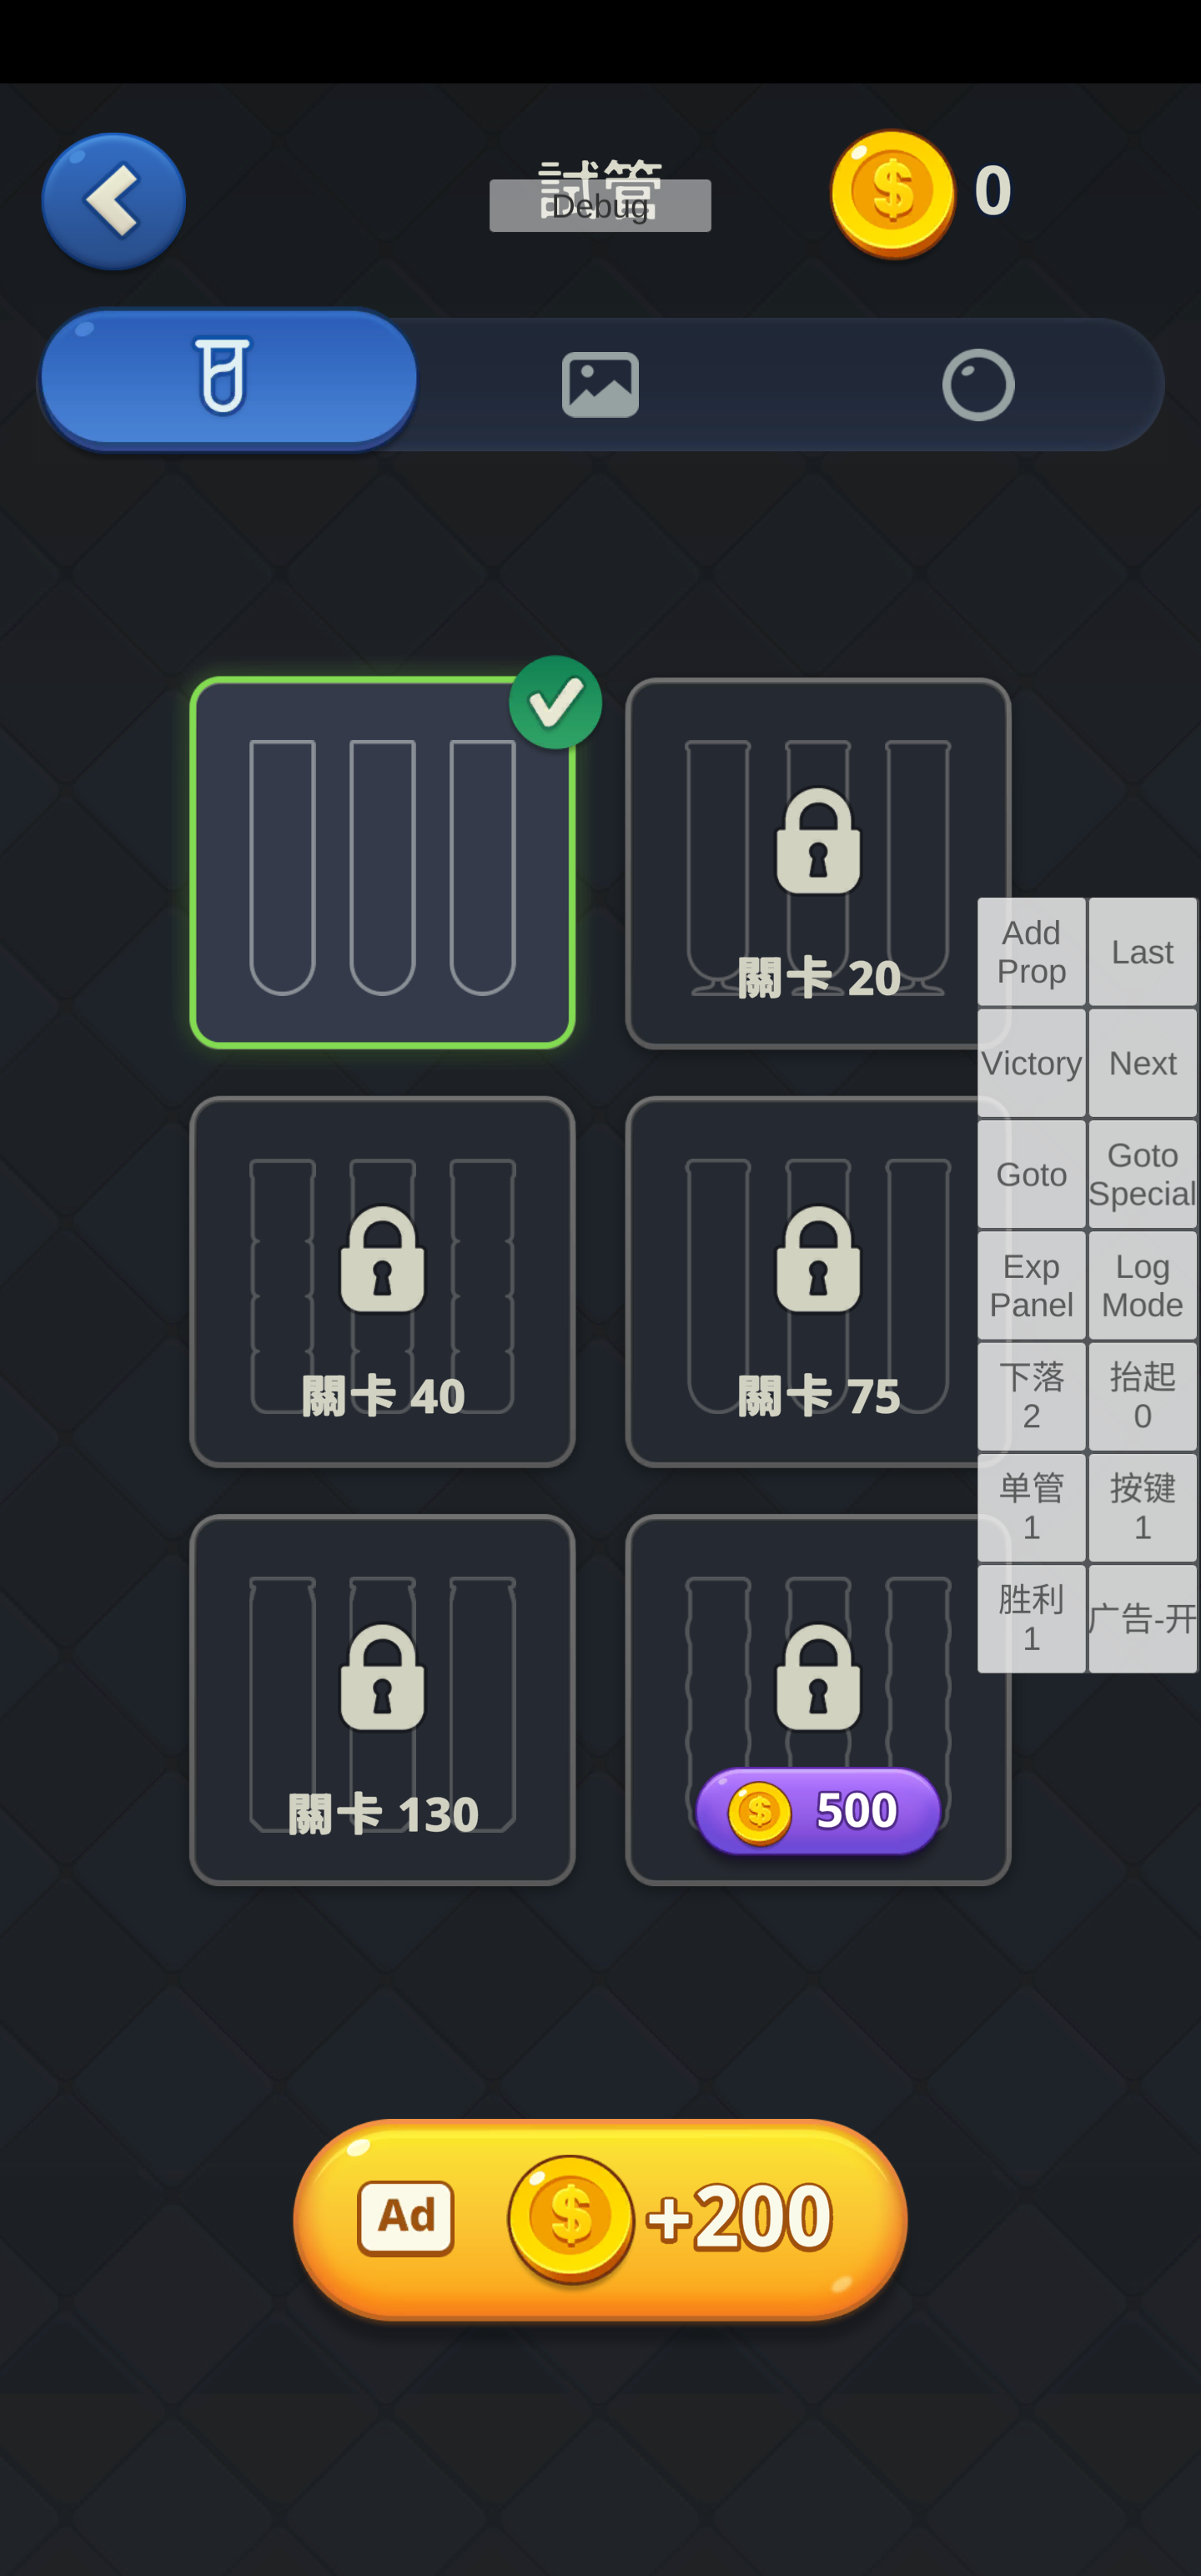 試管
Debug
0
關卡 20
關卡 40
關卡 75
關卡 130
500
Add
Prop
Last
Victory
Next
Goto
Goto
Special
Exp
Panel
Log
Mode
下落
2
抬起
0
单管
1
按键
1
胜利
1
广告-开
Ad
+200